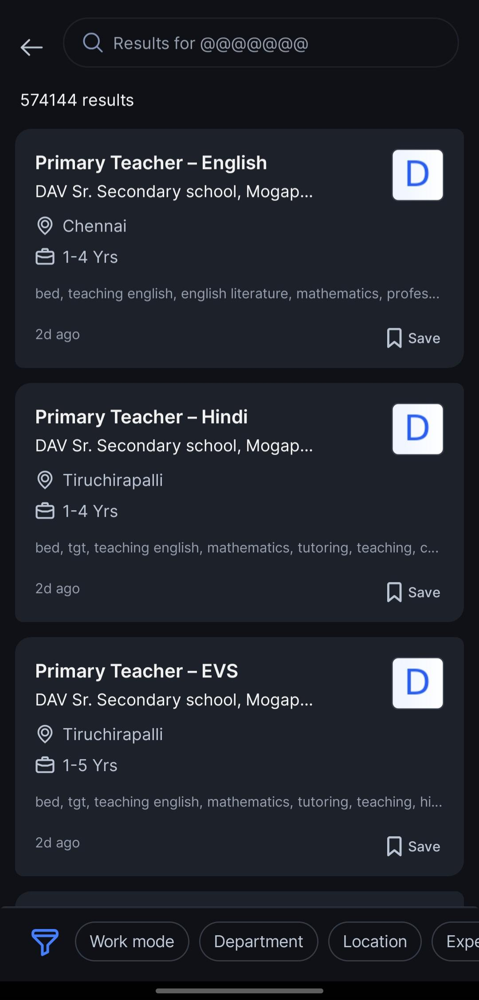 Results for @@@@@@@
574144 results
Primary Teacher – English
D
DAV Sr. Secondary school, Mogap...
Chennai
1-4 Yrs
bed, teaching english, english literature, mathematics, profes...
2d ago
Save
Primary Teacher – Hindi
D
DAV Sr. Secondary school, Mogap...
Tiruchirapalli
1-4 Yrs
bed, tgt, teaching english, mathematics, tutoring, teaching, c...
2d ago
Save
Primary Teacher – EVS
D
DAV Sr. Secondary school, Mogap...
Tiruchirapalli
1-5 Yrs
bed, tgt, teaching english, mathematics, tutoring, teaching, hi...
2d ago
Save
Work mode
Department
Location
Expe